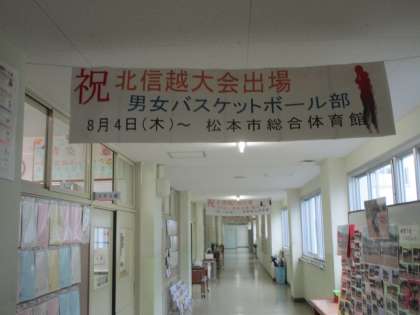 祝 北信越大会出場
男女バスケットボール部
8月4日(木)～ 松本市総合体育館